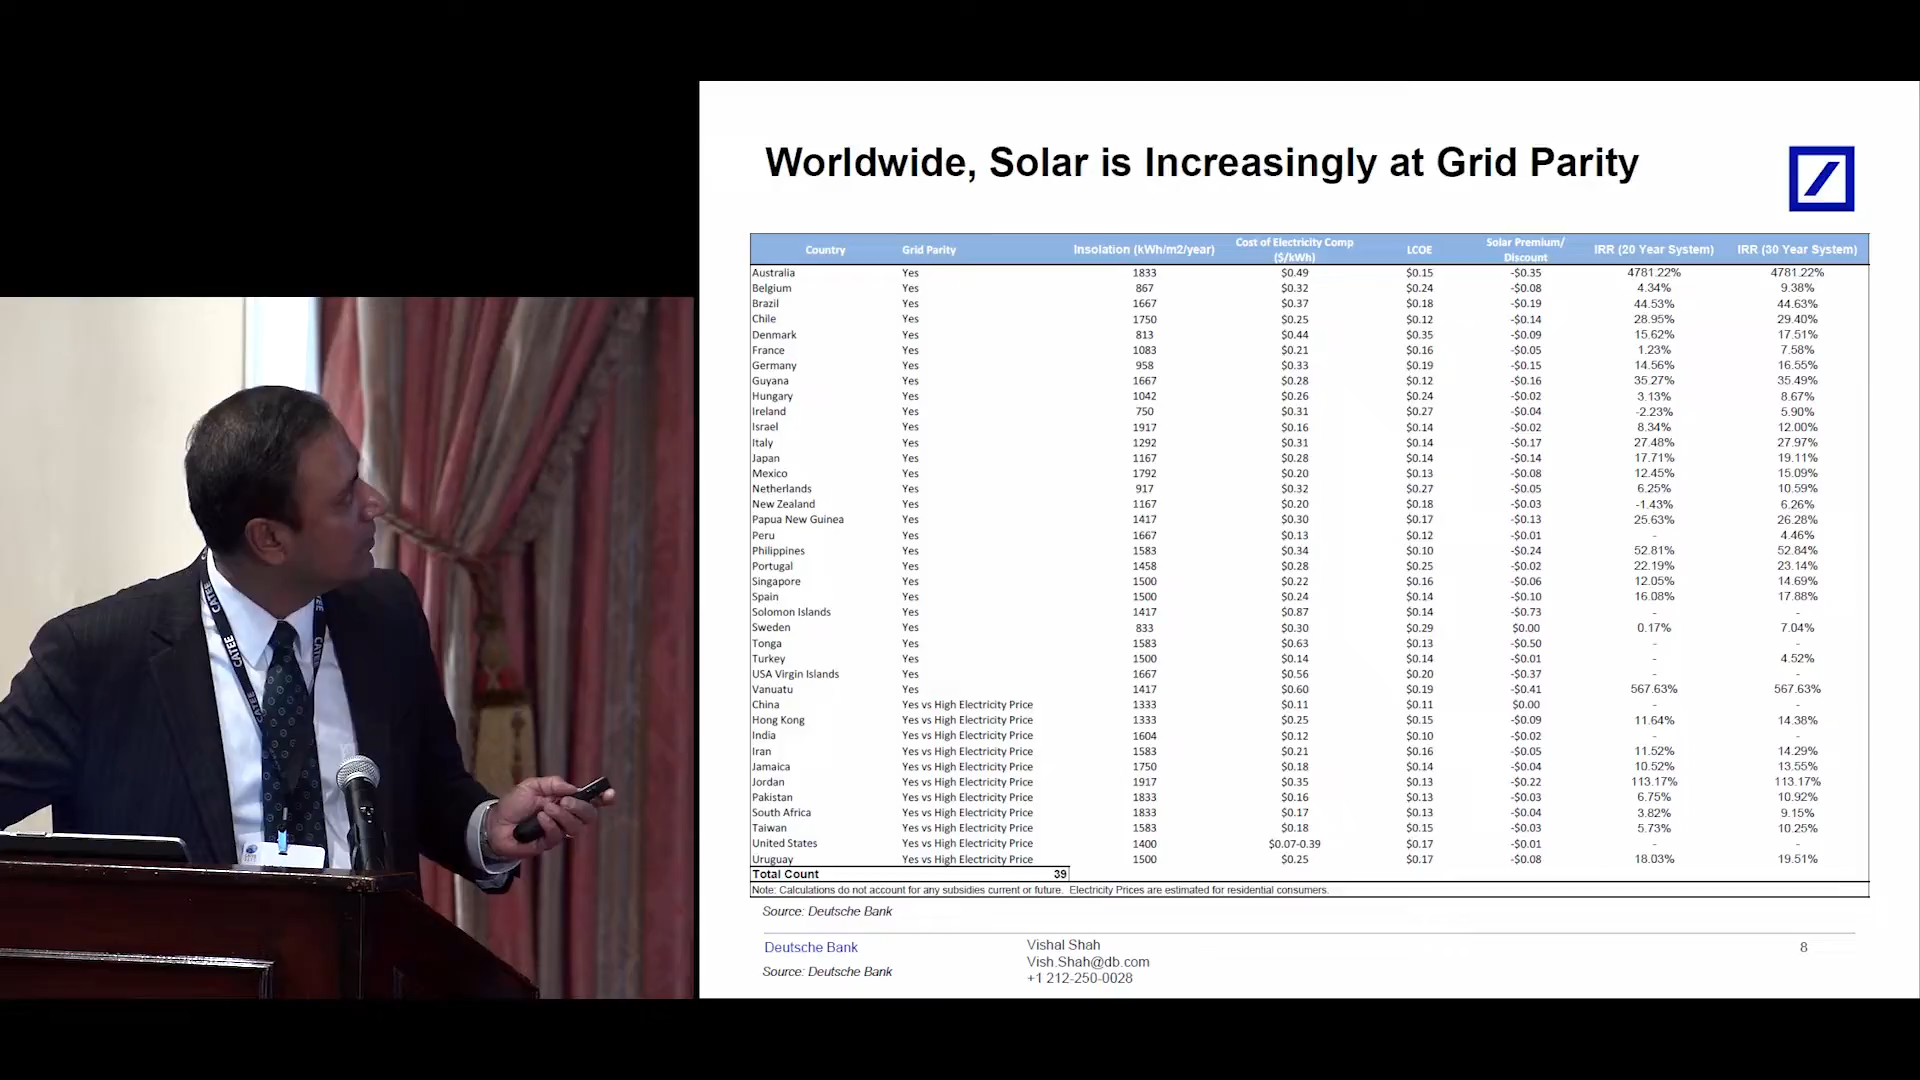 Worldwide, Solar is Increasingly at Grid Parity
Country Grid Parity Insolation (kWh/m2/year) Cost of Electricity Comp ($/kWh) LCOE Solar Premium/ Discount IRR (20 Year System) IRR (30 Year System)
Australia Yes 1833 $0.49 $0.15 -$0.35 4781.22% 4781.22%
Belgium Yes 867 $0.32 $0.24 -$0.08 4.34% 9.38%
Brazil Yes 1667 $0.37 $0.18 -$0.19 44.53% 44.63%
Chile Yes 1750 $0.25 $0.12 -$0.14 28.95% 29.40%
Denmark Yes 813 $0.44 $0.35 -$0.09 15.62% 17.51%
France Yes 1083 $0.21 $0.16 -$0.05 1.23% 7.58%
Germany Yes 958 $0.33 $0.19 -$0.15 14.56% 16.55%
Guyana Yes 1667 $0.28 $0.12 -$0.16 35.27% 35.49%
Hungary Yes 1042 $0.26 $0.24 -$0.02 3.13% 8.67%
Ireland Yes 750 $0.31 $0.27 -$0.04 -2.23% 5.90%
Israel Yes 1917 $0.16 $0.14 -$0.02 8.34% 12.00%
Italy Yes 1292 $0.31 $0.14 -$0.17 27.48% 27.97%
Japan Yes 1167 $0.28 $0.14 -$0.14 17.71% 19.11%
Mexico Yes 1792 $0.20 $0.13 -$0.08 12.45% 15.09%
Netherlands Yes 917 $0.32 $0.27 -$0.05 6.25% 10.59%
New Zealand Yes 1167 $0.20 $0.18 -$0.03 -1.43% 6.26%
Papua New Guinea Yes 1417 $0.30 $0.17 -$0.13 25.63% 26.28%
Peru Yes 1667 $0.13 $0.12 -$0.01 - 4.46%
Philippines Yes 1583 $0.34 $0.10 -$0.24 52.81% 52.84%
Portugal Yes 1458 $0.28 $0.25 -$0.02 22.19% 23.14%
Singapore Yes 1500 $0.22 $0.16 -$0.06 12.05% 14.69%
Spain Yes 1500 $0.24 $0.14 -$0.10 16.08% 17.88%
Solomon Islands Yes 1417 $0.87 $0.14 -$0.73 - -
Sweden Yes 833 $0.30 $0.29 $0.00 0.17% 7.04%
Tonga Yes 1583 $0.63 $0.13 -$0.50 - -
Turkey Yes 1500 $0.14 $0.14 -$0.01 - 4.52%
USA Virgin Islands Yes 1667 $0.56 $0.20 -$0.37 - -
Vanuatu Yes 1417 $0.60 $0.19 -$0.41 567.63% 567.63%
China Yes vs High Electricity Price 1333 $0.11 $0.11 $0.00 - -
Hong Kong Yes vs High Electricity Price 1333 $0.25 $0.15 -$0.09 11.64% 14.38%
India Yes vs High Electricity Price 1604 $0.12 $0.10 -$0.02 - -
Iran Yes vs High Electricity Price 1583 $0.21 $0.16 -$0.05 11.52% 14.29%
Jamaica Yes vs High Electricity Price 1750 $0.18 $0.14 -$0.04 10.52% 13.55%
Jordan Yes vs High Electricity Price 1917 $0.35 $0.13 -$0.22 113.17% 113.17%
Pakistan Yes vs High Electricity Price 1833 $0.16 $0.13 -$0.03 6.75% 10.92%
South Africa Yes vs High Electricity Price 1833 $0.17 $0.13 -$0.04 3.82% 9.15%
Taiwan Yes vs High Electricity Price 1583 $0.18 $0.15 -$0.03 5.73% 10.25%
United States Yes vs High Electricity Price 1400 $0.07-0.39 $0.17 -$0.01 - -
Uruguay Yes vs High Electricity Price 1500 $0.25 $0.17 -$0.08 18.03% 19.51%
Total Count 39
Note: Calculations do not account for any subsidies current or future. Electricity Prices are estimated for residential consumers.
Source: Deutsche Bank
Deutsche Bank
Source: Deutsche Bank
Vishal Shah
Vish.Shah@db.com
+1 212-250-0028
8
CATEE
CATEE
CATEE